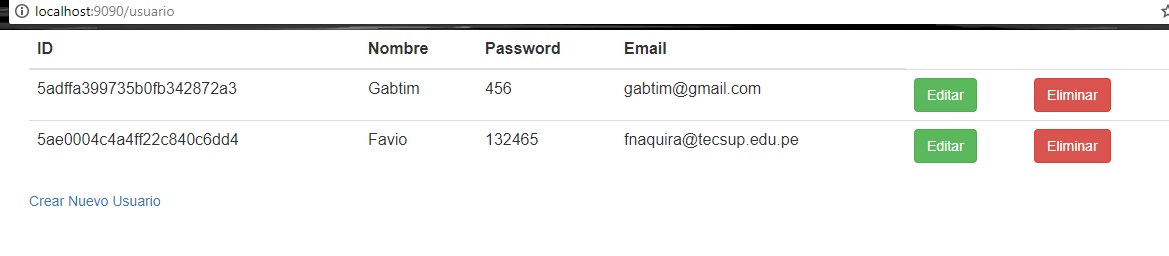 localhost:9090/usuario
ID Nombre Password Email
5adffa399735b0fb342872a3 Gabtim 456 gabtim@gmail.com Editar Eliminar
5ae0004c4a4ff22c840c6dd4 Favio 132465 fnaquira@tecsup.edu.pe Editar Eliminar
Crear Nuevo Usuario